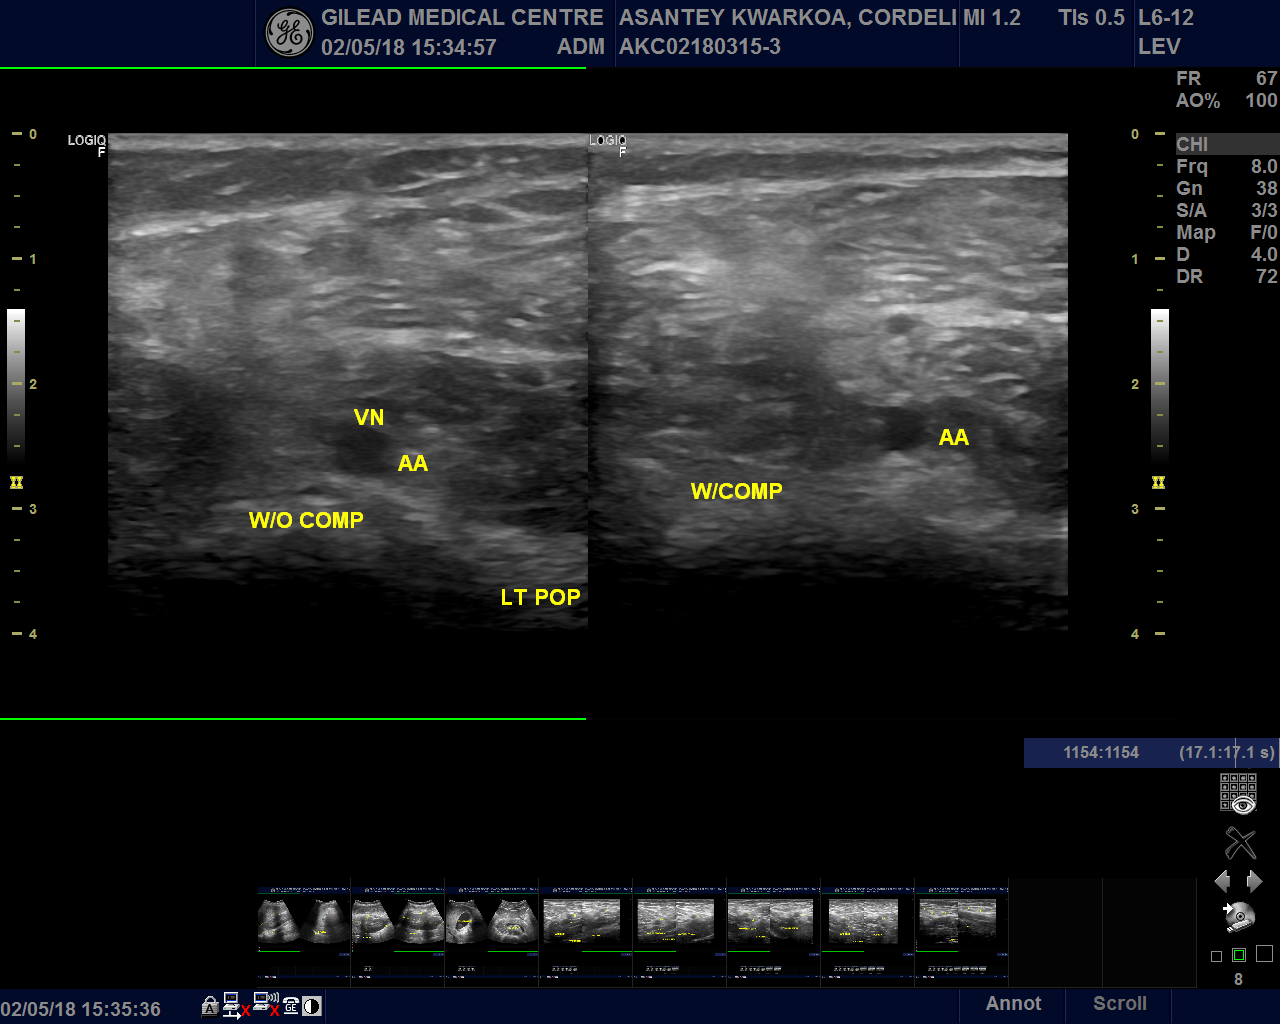 GILEAD MEDICAL CENTRE
02/05/18 15:34:57 ADM
ASANTEY KWARKOA, CORDELI
AKC02180315-3
MI 1.2 TIs 0.5
L6-12
LEV
FR 67
AO% 100
CHI
Frq 8.0
Gn 38
S/A 3/3
Map F/0
D 4.0
DR 72
LOGIQ
F
LOGIQ
F
0
1
2
3
4
0
1
2
3
4
VN
AA
W/O COMP
LT POP
AA
W/COMP
1154:1154 (17.1:17.1 s)
8
02/05/18 15:35:36
Annot
Scroll